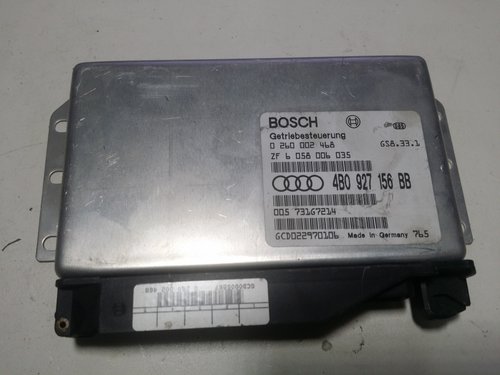 BOSCH
Getriebesteuerung
0 260 002 468 GS8.33.1
ZF 6 058 006 035
4B0 927 156 BB
005 73167214
GCD022970106 Made in Germany 765